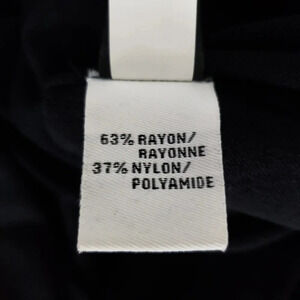 63% RAYON/
RAYONNE
37% NYLON/
POLYAMIDE